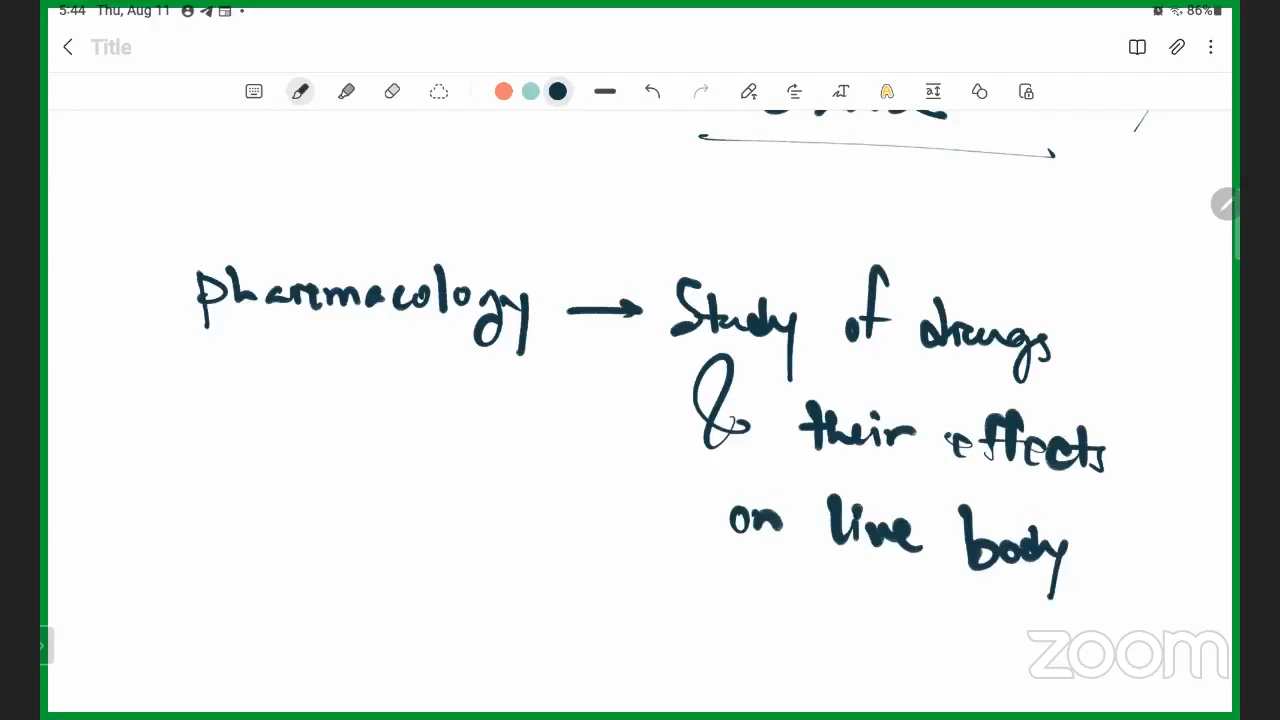 5:44 Thu, Aug 11
86%
Title
pharmacology → Study of drugs
& their effects
on live body
zoom